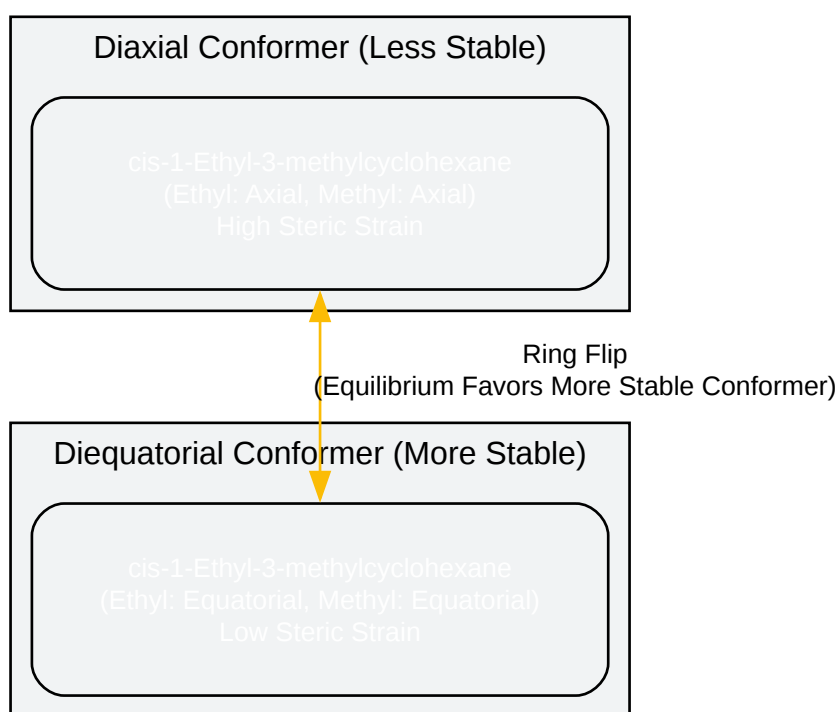 Diaxial Conformer (Less Stable)
cis-1-Ethyl-3-methylcyclohexane
(Ethyl: Axial, Methyl: Axial)
High Steric Strain
Ring Flip
(Equilibrium Favors More Stable Conformer)
Diequatorial Conformer (More Stable)
cis-1-Ethyl-3-methylcyclohexane
(Ethyl: Equatorial, Methyl: Equatorial)
Low Steric Strain